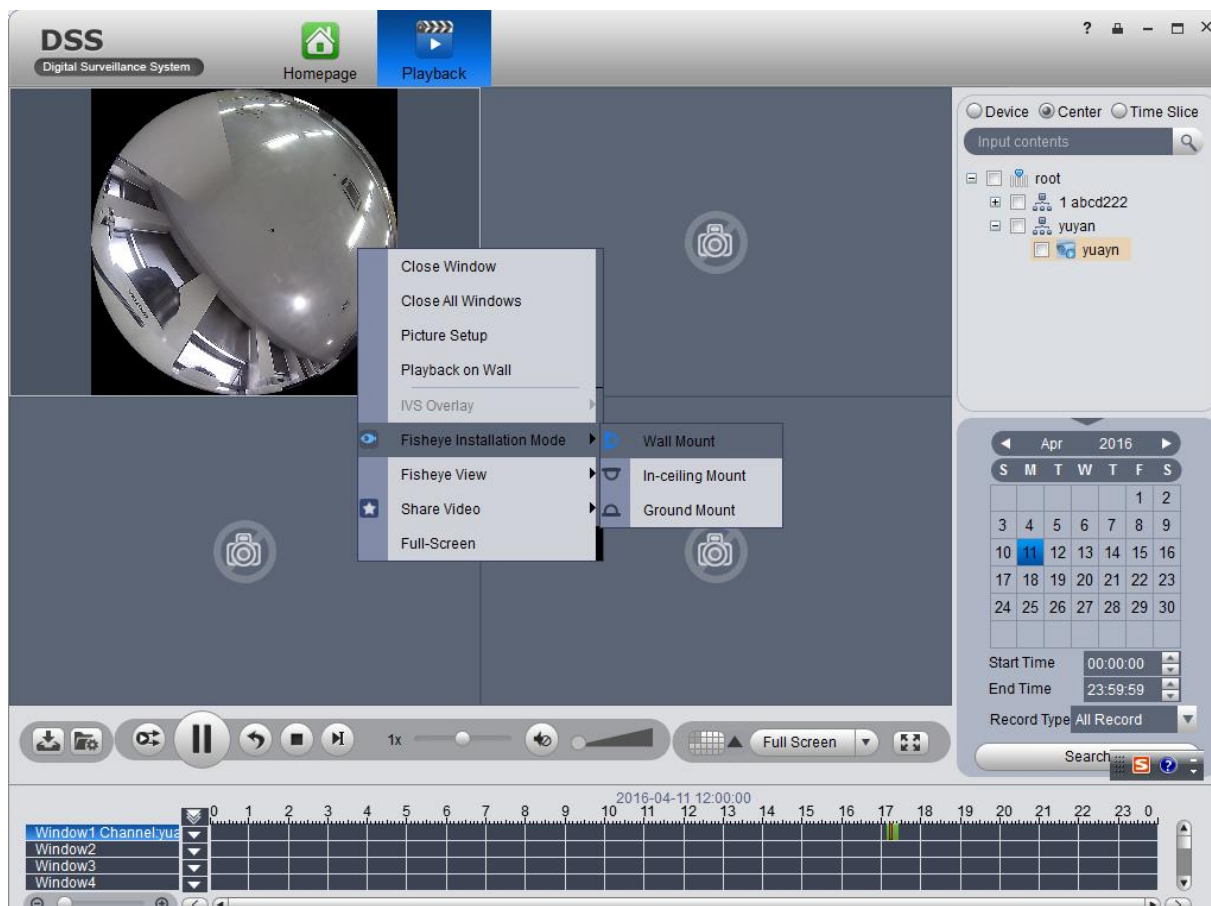 DSS
Digital Surveillance System
Homepage
Playback
?
Device Center Time Slice
Input contents
root
1 abcd222
yuyan
yuayn
Close Window
Close All Windows
Picture Setup
Playback on Wall
IVS Overlay
Fisheye Installation Mode
Fisheye View
Share Video
Full-Screen
Wall Mount
In-ceiling Mount
Ground Mount
Apr 2016
S M T W T F S
1 2
3 4 5 6 7 8 9
10 11 12 13 14 15 16
17 18 19 20 21 22 23
24 25 26 27 28 29 30
Start Time 00:00:00
End Time 23:59:59
Record Type All Record
Search
S ?
1x
Full Screen
2016-04-11 12:00:00
0 1 2 3 4 5 6 7 8 9 10 11 12 13 14 15 16 17 18 19 20 21 22 23 0
Window1 Channel:yua
Window2
Window3
Window4